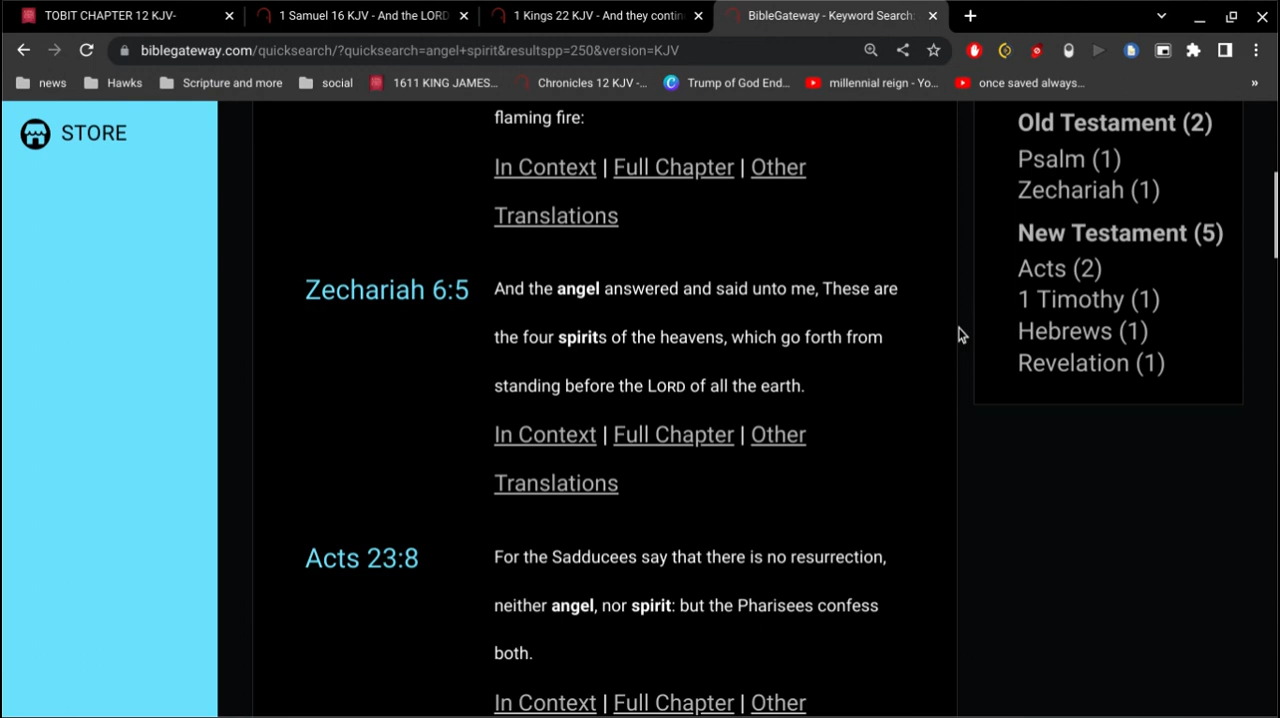 TOBIT CHAPTER 12 KJV-
1 Samuel 16 KJV - And the LORD
1 Kings 22 KJV - And they contin
BibleGateway - Keyword Search:
biblegateway.com/quicksearch/?quicksearch=angel+spirit&resultspp=250&version=KJV
news
Hawks
Scripture and more
social
1611 KING JAMES...
Chronicles 12 KJV -...
Trump of God End...
millennial reign - Yo...
once saved always...
»
STORE
flaming fire:
In Context | Full Chapter | Other
Translations
Zechariah 6:5
And the angel answered and said unto me, These are
the four spirits of the heavens, which go forth from
standing before the LORD of all the earth.
In Context | Full Chapter | Other
Translations
Acts 23:8
For the Sadducees say that there is no resurrection,
neither angel, nor spirit: but the Pharisees confess
both.
In Context | Full Chapter | Other
Old Testament (2)
Psalm (1)
Zechariah (1)
New Testament (5)
Acts (2)
1 Timothy (1)
Hebrews (1)
Revelation (1)